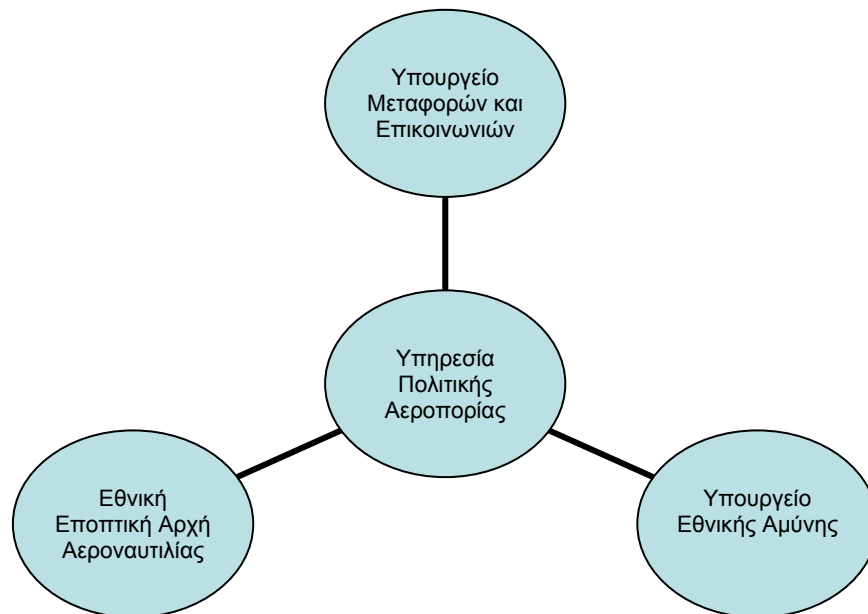 Υπουργείο
Μεταφορών και
Επικοινωνιών
Υπηρεσία
Πολιτικής
Αεροπορίας
Εθνική
Εποπτική Αρχή
Αεροναυτιλίας
Υπουργείο
Εθνικής Αμύνης